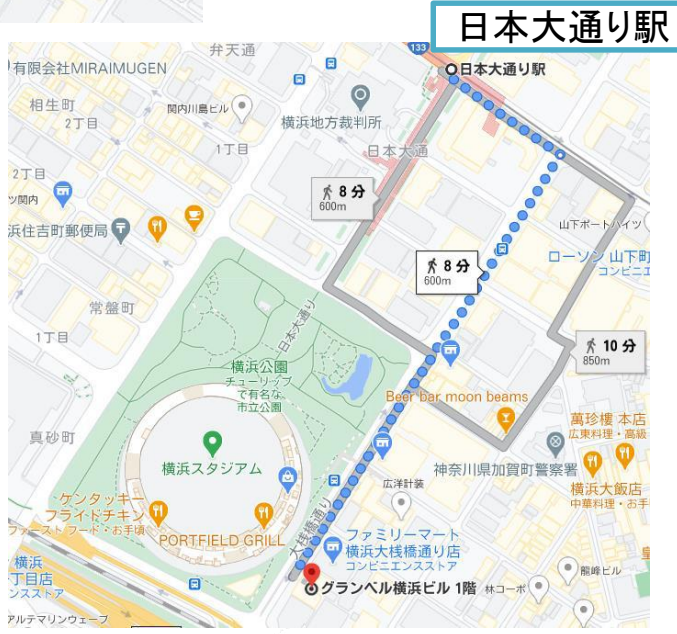 日本大通り駅
133
弁天通
日本大通り駅
有限会社MIRAIMUGEN
相生町
2丁目
関内川島ビル
横浜地方裁判所
1丁目
日本大通
2丁目
ツ関内
8 分
600m
山下ポートハイツ
浜住吉町郵便局
ローソン 山下町
コンビニエ
8 分
600m
常盤町
日本大通り
1丁目
10 分
850m
横浜公園
チューリップ
で有名な
市立公園
Beer bar moon beams
萬珍樓 本店
広東料理・高級
真砂町
横浜スタジアム
神奈川県加賀町警察署
横浜大飯店
中華料理・お手
広洋計装
ケンタッキー
フライドチキン
ファースト フード・お手頃
PORTFIELD GRILL
大桟橋通り
ファミリーマート
横浜大桟橋通り店
コンビニエンスストア
横浜
丁目店
ンスストア
龍峰ビル
グランベル横浜ビル 1階
林コーポ
アルテマリンウェーブ